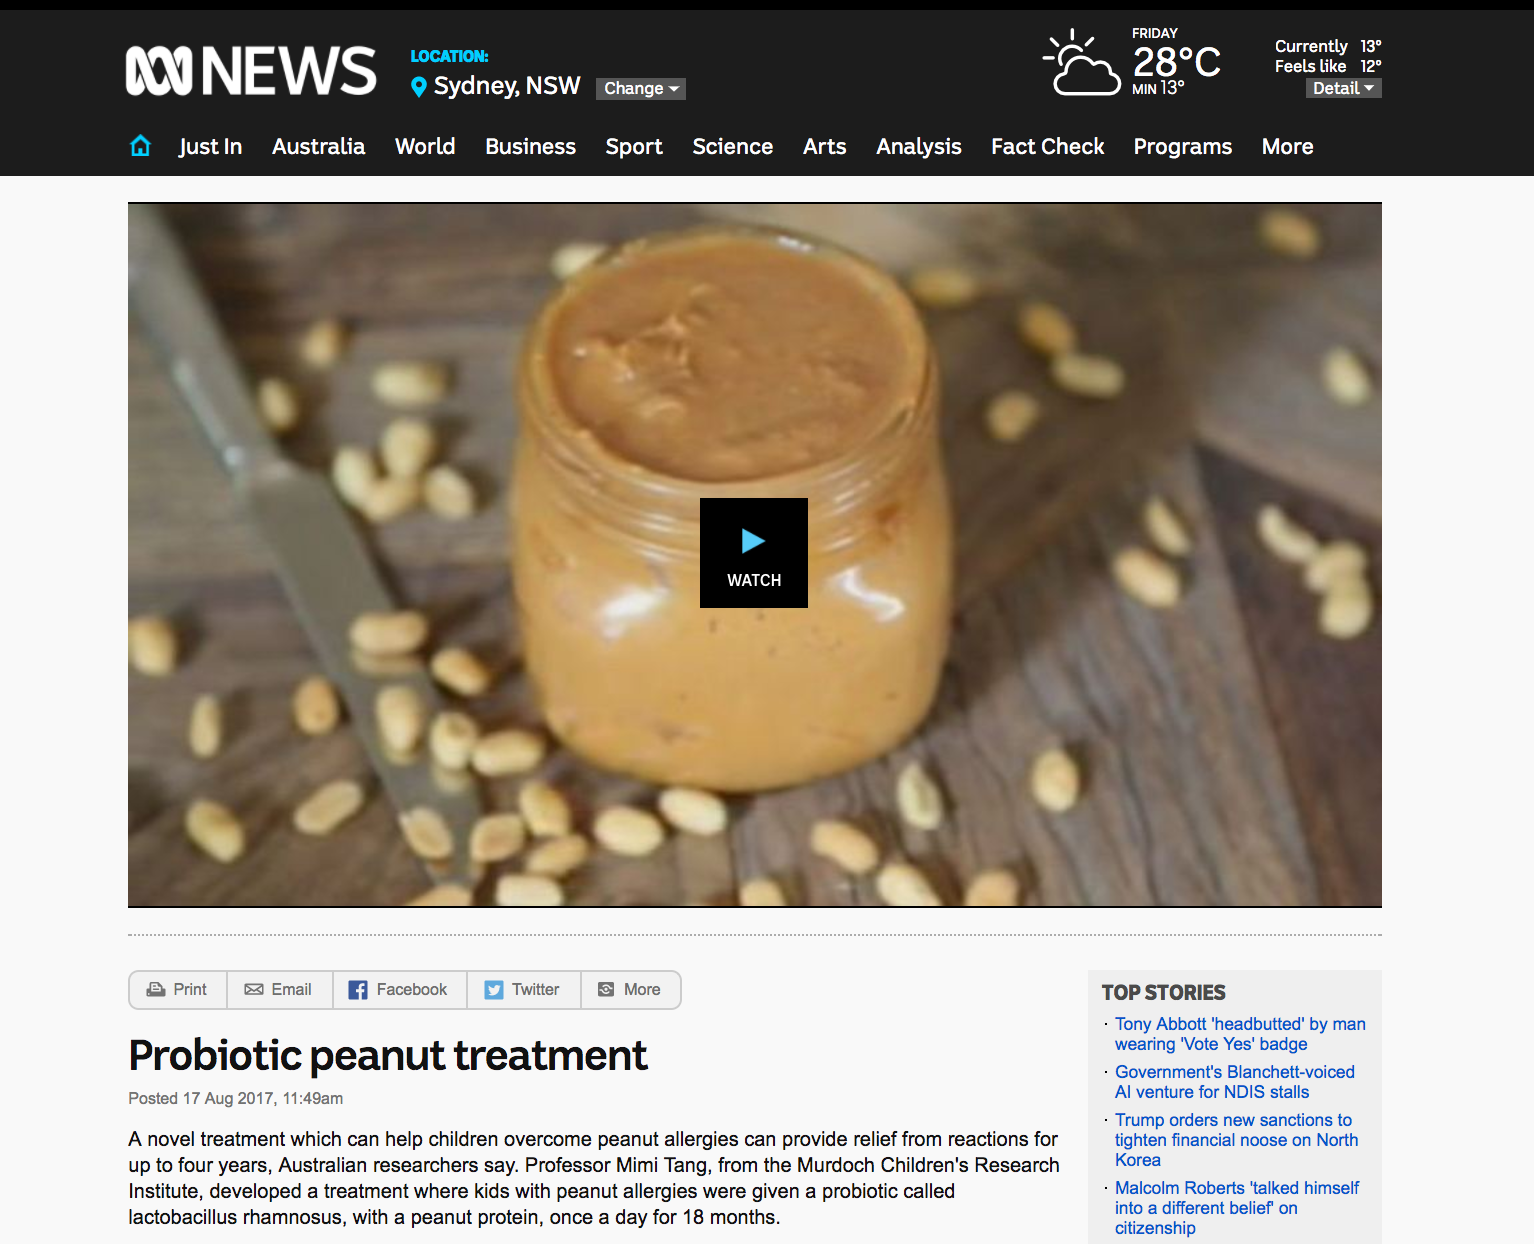 NEWS
LOCATION:
Sydney, NSW Change
FRIDAY
28°C
MIN 13°
Currently 13°
Feels like 12°
Detail
Just In Australia World Business Sport Science Arts Analysis Fact Check Programs More
WATCH
Print Email Facebook Twitter More
Probiotic peanut treatment
Posted 17 Aug 2017, 11:49am
A novel treatment which can help children overcome peanut allergies can provide relief from reactions for
up to four years, Australian researchers say. Professor Mimi Tang, from the Murdoch Children's Research
Institute, developed a treatment where kids with peanut allergies were given a probiotic called
lactobacillus rhamnosus, with a peanut protein, once a day for 18 months.
TOP STORIES
· Tony Abbott 'headbutted' by man
wearing 'Vote Yes' badge
· Government's Blanchett-voiced
AI venture for NDIS stalls
· Trump orders new sanctions to
tighten financial noose on North
Korea
· Malcolm Roberts 'talked himself
into a different belief' on
citizenship